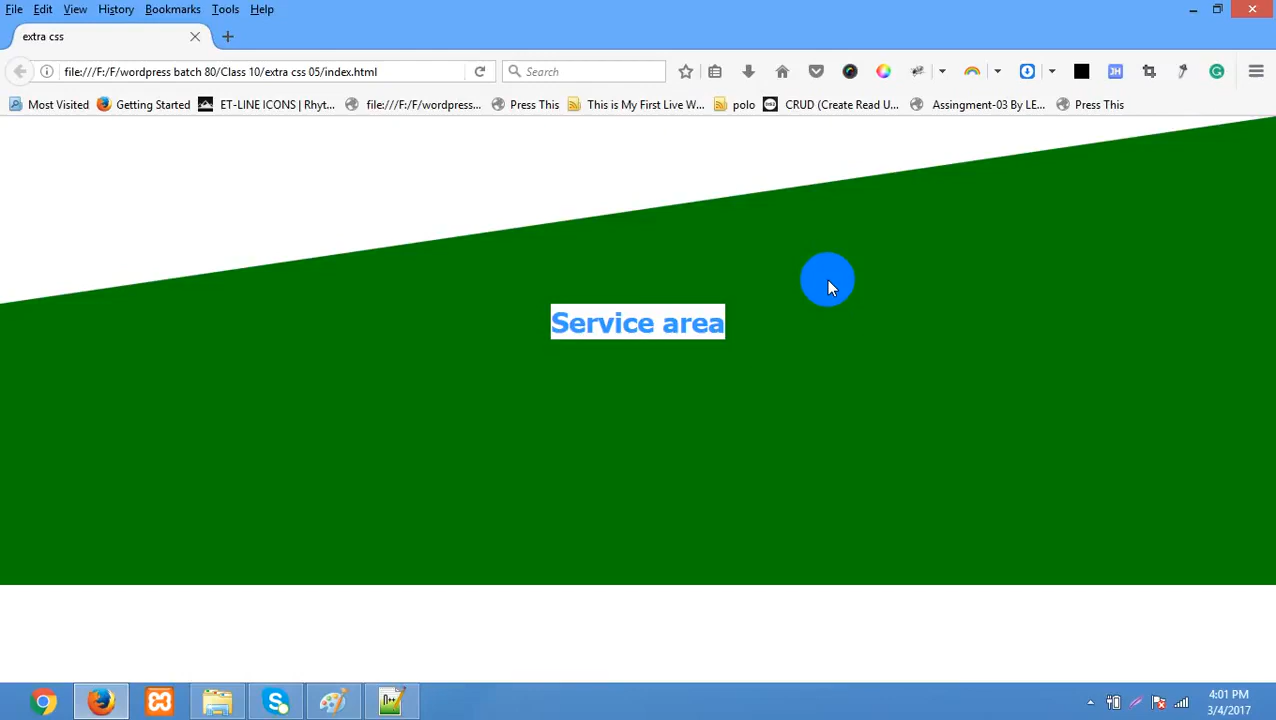 File Edit View History Bookmarks Tools Help
extra css
file:///F:/F/wordpress batch 80/Class 10/extra css 05/index.html Search JH
Most Visited Getting Started ET-LINE ICONS | Rhyt... file:///F:/F/wordpress... Press This This is My First Live W... polo CRUD (Create Read U... Assingment-03 By LE... Press This
Service area
4:01 PM
3/4/2017